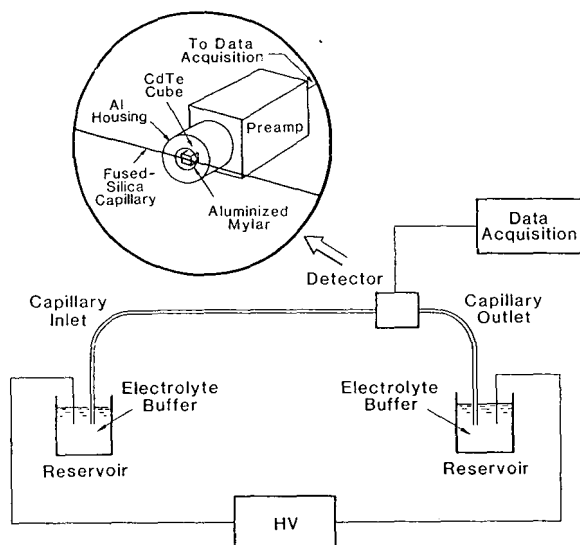 To Data
Acquisition
CdTe
Cube
Al
Housing
Preamp
Fused-
Silica
Capillary
Aluminized
Mylar
Data
Acquisition
Detector
Capillary
Inlet
Capillary
Outlet
Electrolyte
Buffer
Electrolyte
Buffer
Reservoir
Reservoir
HV